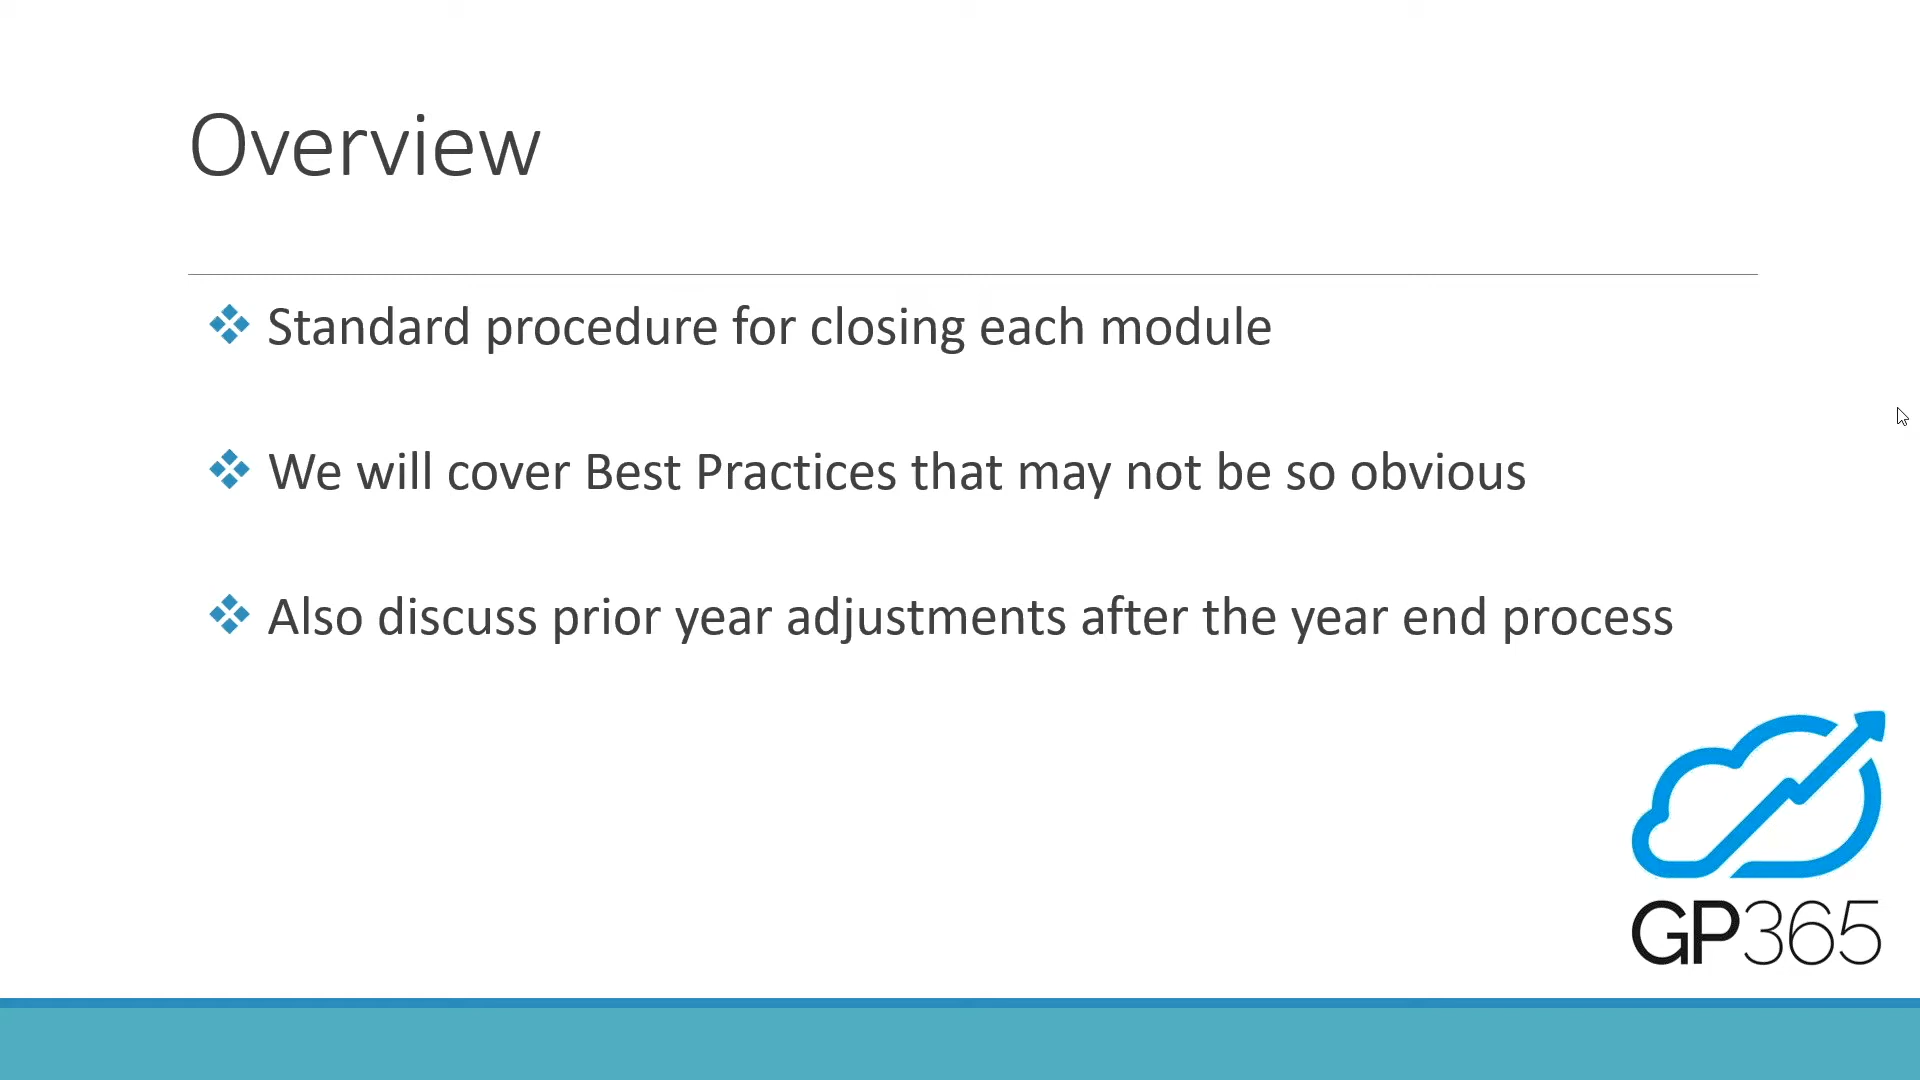 Overview
Standard procedure for closing each module
We will cover Best Practices that may not be so obvious
Also discuss prior year adjustments after the year end process
GP365